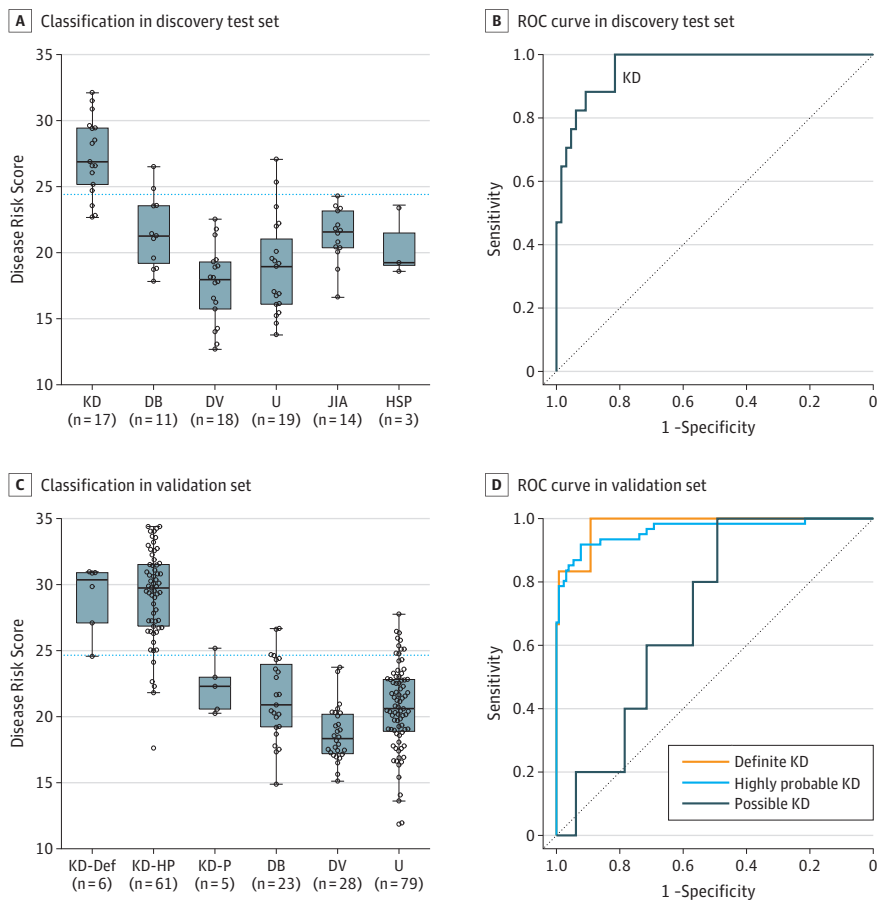 A Classification in discovery test set
35
30
25
20
15
10
Disease Risk Score
KD DB DV U JIA HSP
(n=17) (n=11) (n=18) (n=19) (n=14) (n=3)
B ROC curve in discovery test set
1.0
0.8
0.6
0.4
0.2
0
Sensitivity
KD
1.0 0.8 0.6 0.4 0.2 0
1 -Specificity
C Classification in validation set
35
30
25
20
15
10
Disease Risk Score
KD-Def KD-HP KD-P DB DV U
(n=6) (n=61) (n=5) (n=23) (n=28) (n=79)
D ROC curve in validation set
1.0
0.8
0.6
0.4
0.2
0
Sensitivity
Definite KD
Highly probable KD
Possible KD
1.0 0.8 0.6 0.4 0.2 0
1 -Specificity